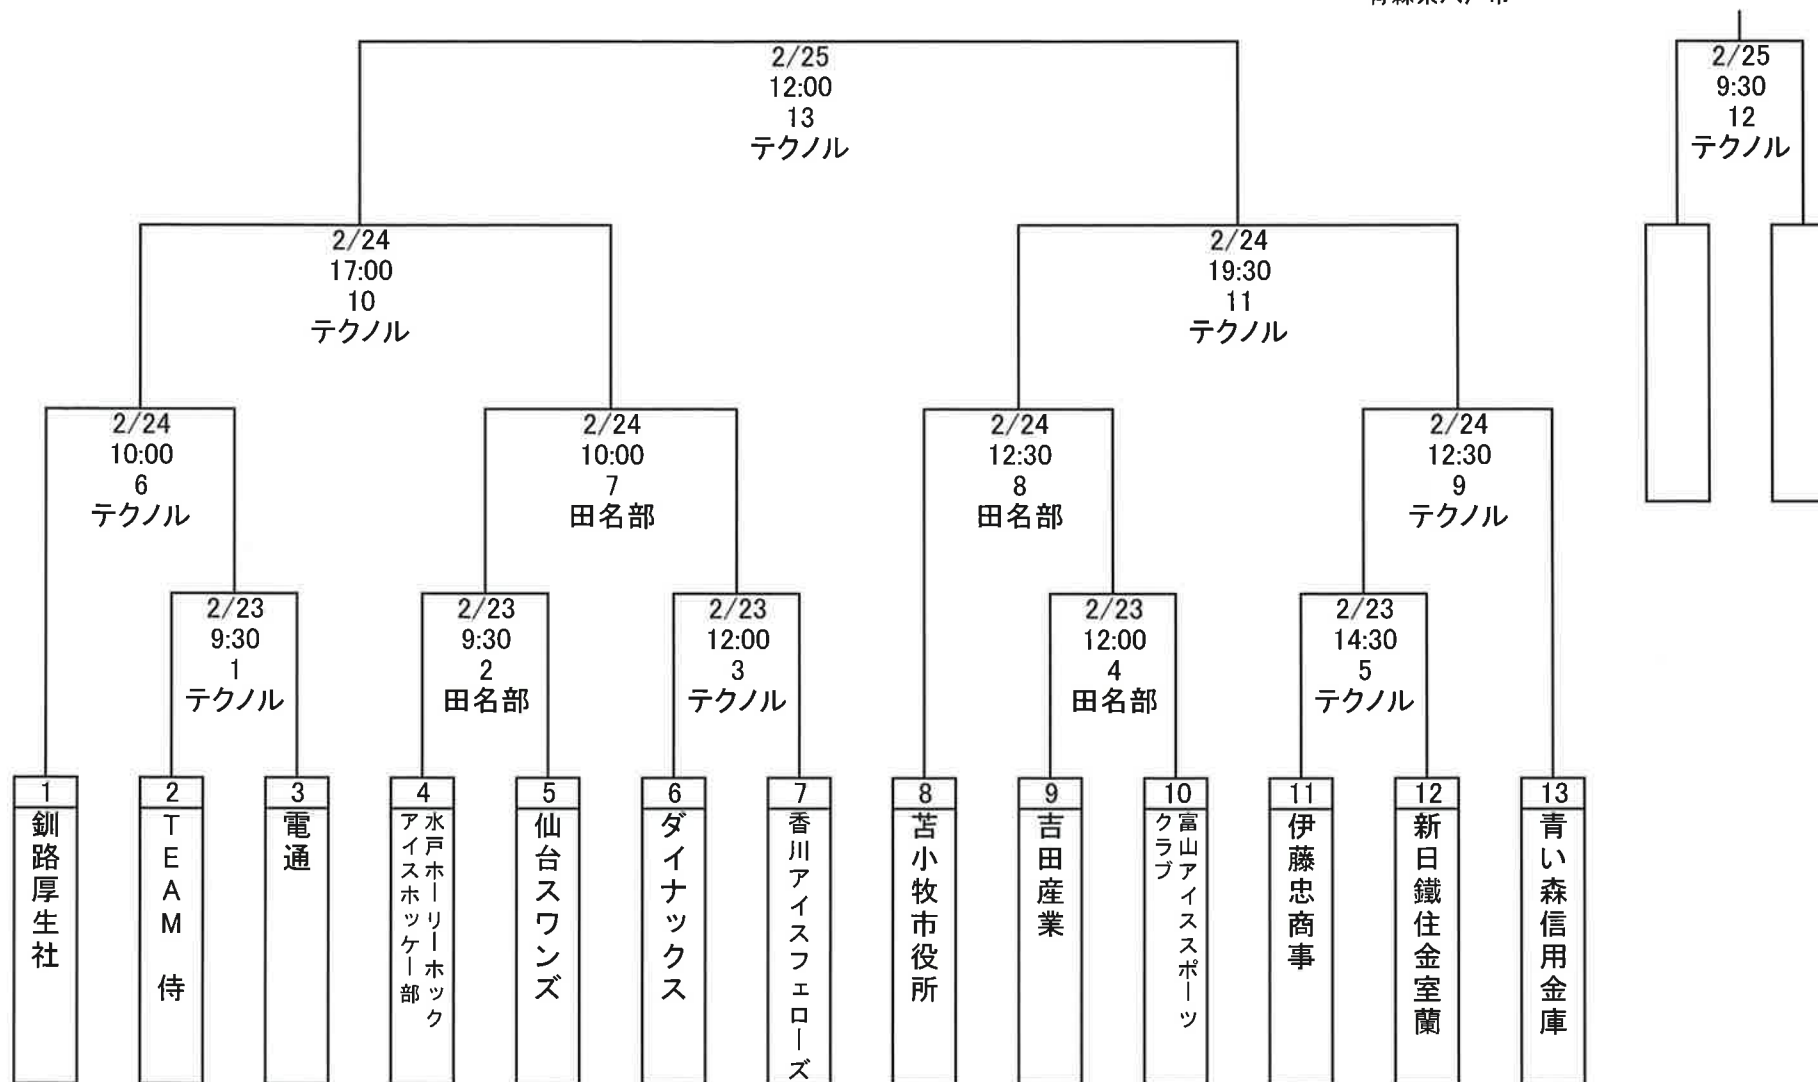 2/25
12:00
13
テクノル
2/25
9:30
12
テクノル
2/24
17:00
10
テクノル
2/24
19:30
11
テクノル
2/24
10:00
6
テクノル
2/24
10:00
7
田名部
2/24
12:30
8
田名部
2/24
12:30
9
テクノル
2/23
9:30
1
テクノル
2/23
9:30
2
田名部
2/23
12:00
3
テクノル
2/23
12:00
4
田名部
2/23
14:30
5
テクノル
1
釧路厚生社
2
TEAM 侍
3
電通
4
水戸ホーリーホック
アイスホッケー部
5
仙台スワンズ
6
ダイナックス
7
香川アイスフェローズ
8
苫小牧市役所
9
吉田産業
10
富山アイススポーツ
クラブ
11
伊藤忠商事
12
新日鐵住金室蘭
13
青い森信用金庫